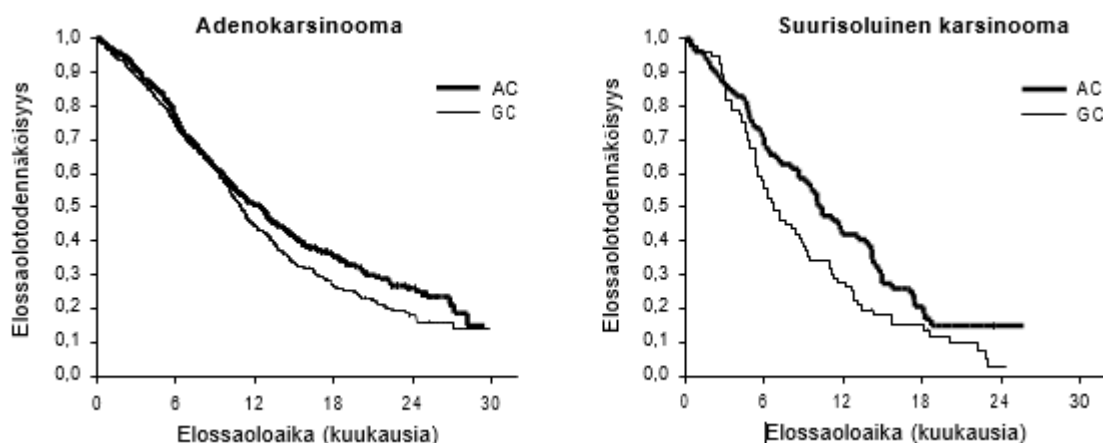 Adenokarsinooma
Elossaolotodennäköisyys
1,0
0,9
0,8
0,7
0,6
0,5
0,4
0,3
0,2
0,1
0,0
AC
GC
0 6 12 18 24 30
Elossaoloaika (kuukausia)
Suurisoluinen karsinooma
Elossaolotodennäköisyys
1,0
0,9
0,8
0,7
0,6
0,5
0,4
0,3
0,2
0,1
0,0
AC
GC
0 6 12 18 24 30
Elossaoloaika (kuukausia)